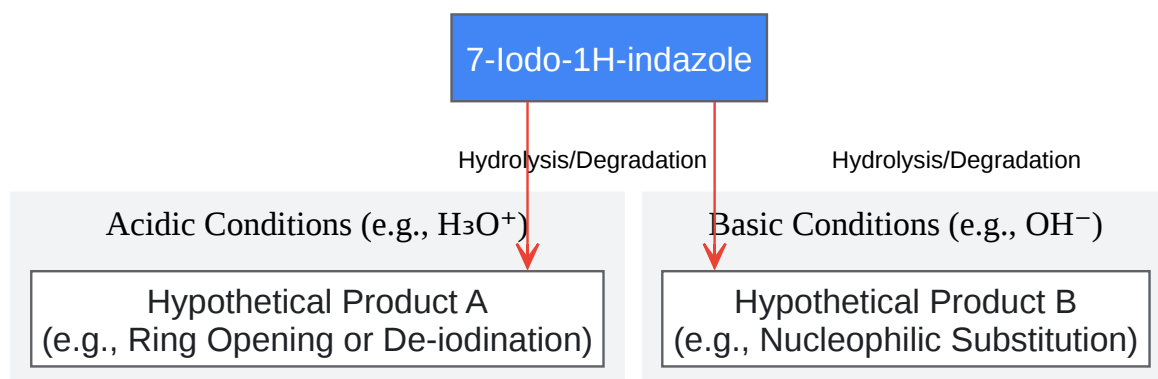 7-Iodo-1H-indazole
Hydrolysis/Degradation
Hydrolysis/Degradation
Acidic Conditions (e.g., H₃O⁺)
Basic Conditions (e.g., OH⁻)
Hypothetical Product A
(e.g., Ring Opening or De-iodination)
Hypothetical Product B
(e.g., Nucleophilic Substitution)